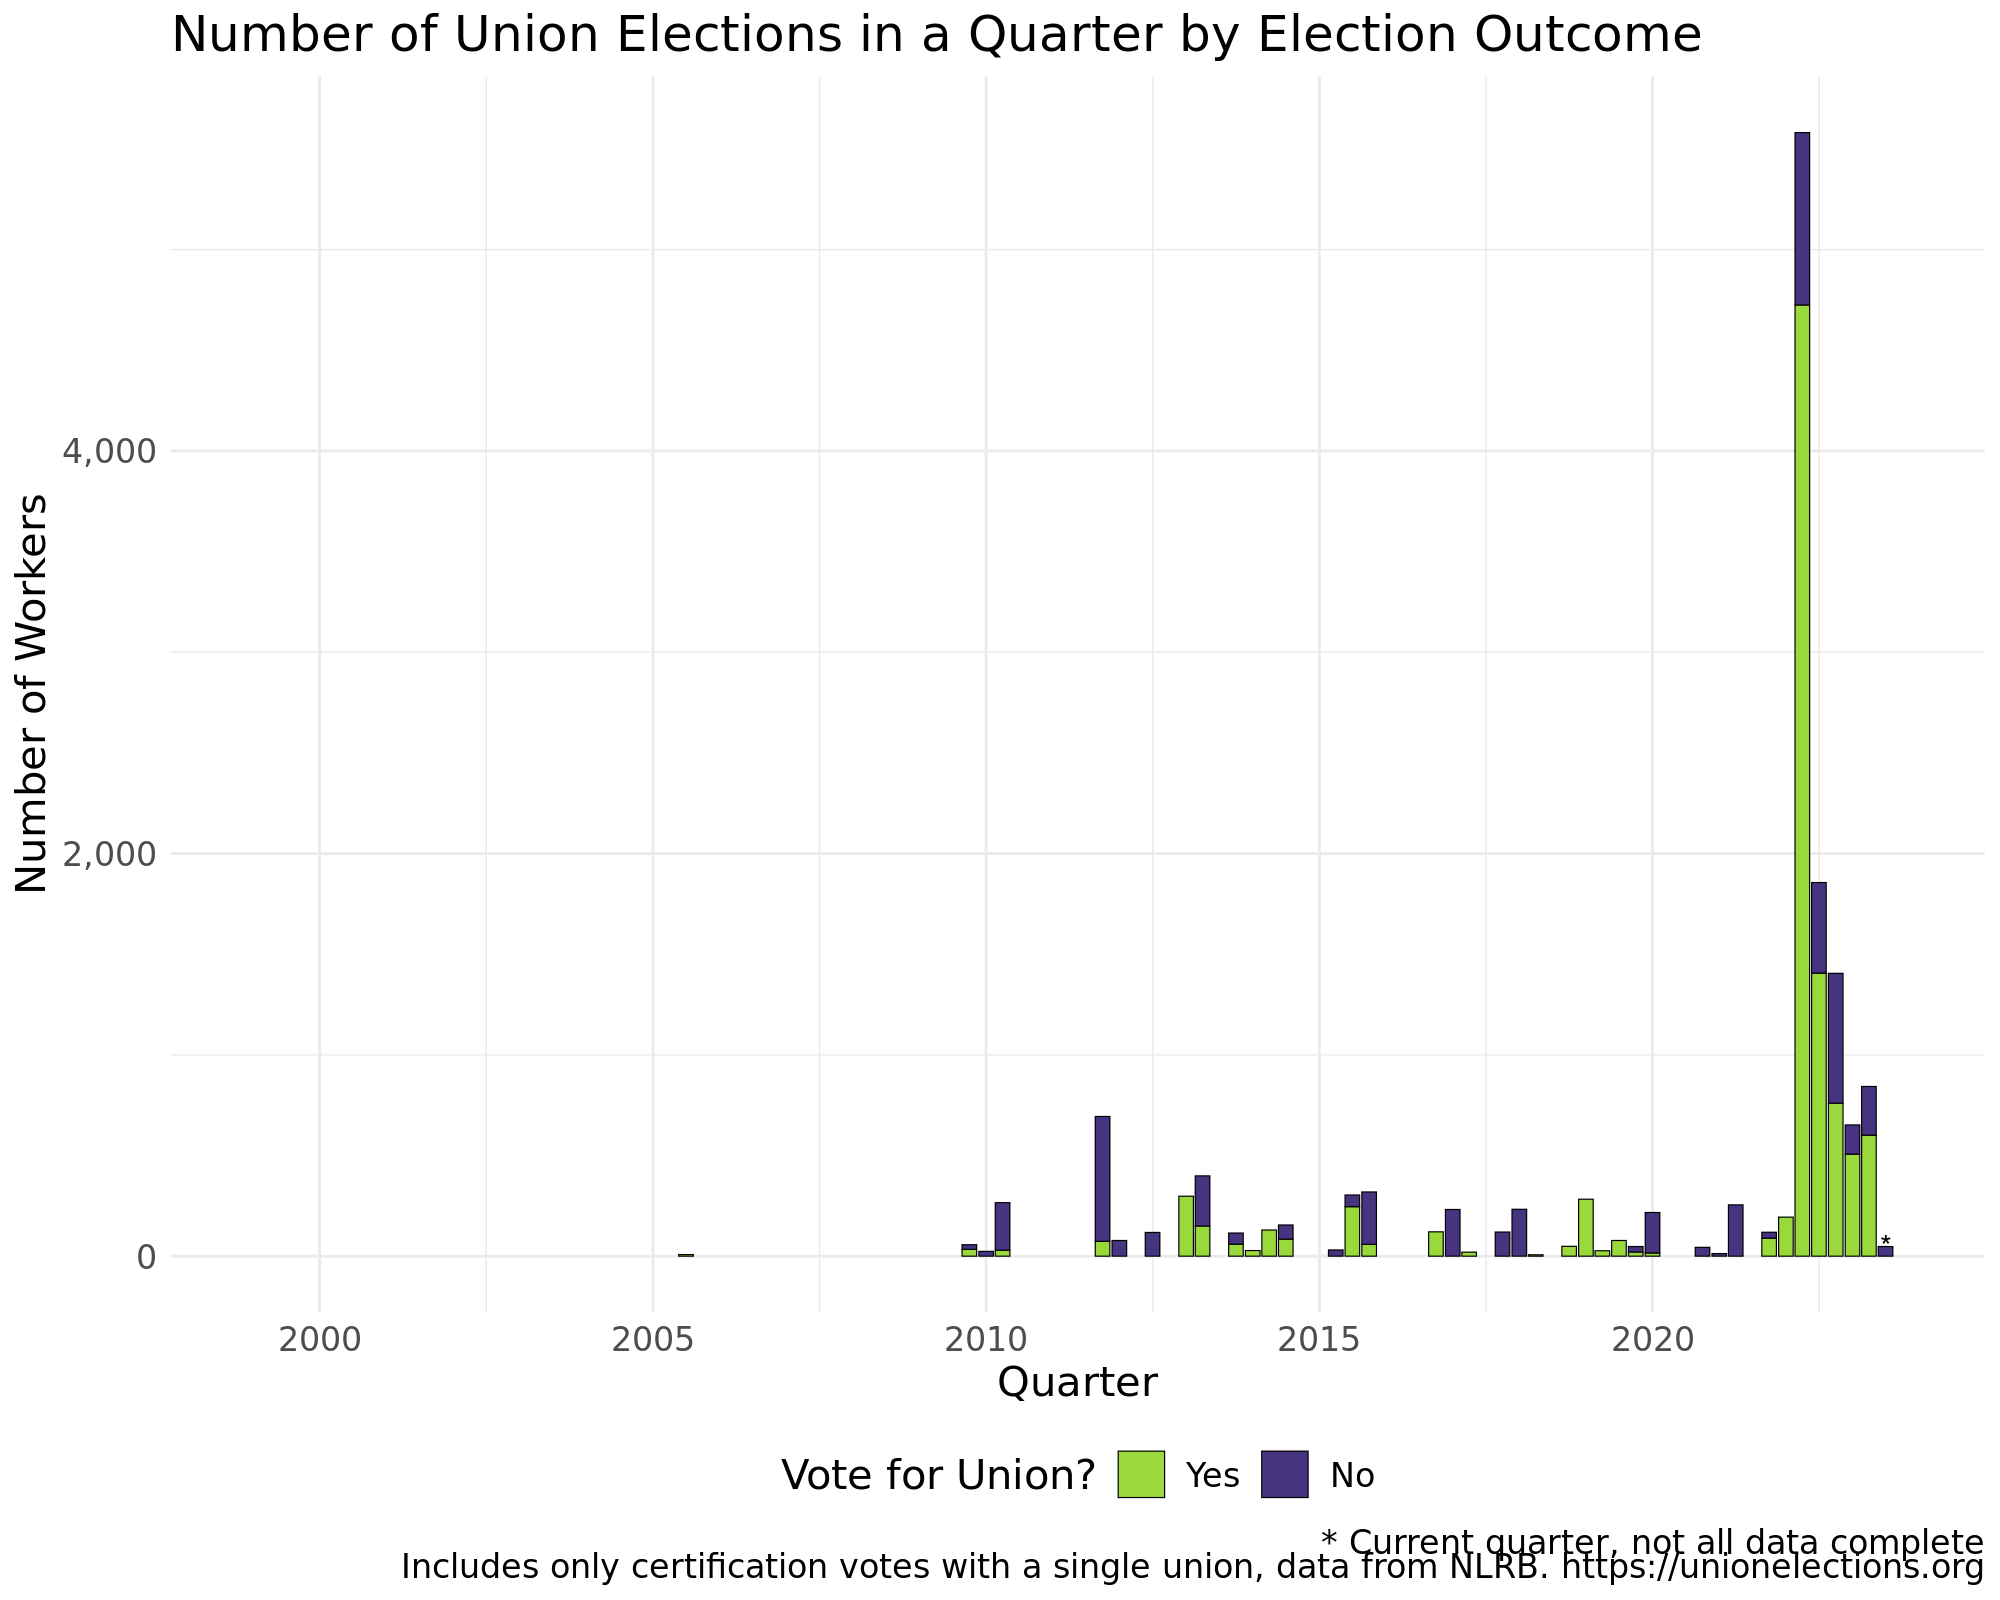 Number of Union Elections in a Quarter by Election Outcome
Number of Workers
4,000
2,000
0
*
2000 2005 2010 2015 2020
Quarter
Vote for Union? Yes No
* Current quarter, not all data complete
Includes only certification votes with a single union, data from NLRB. https://unionelections.org